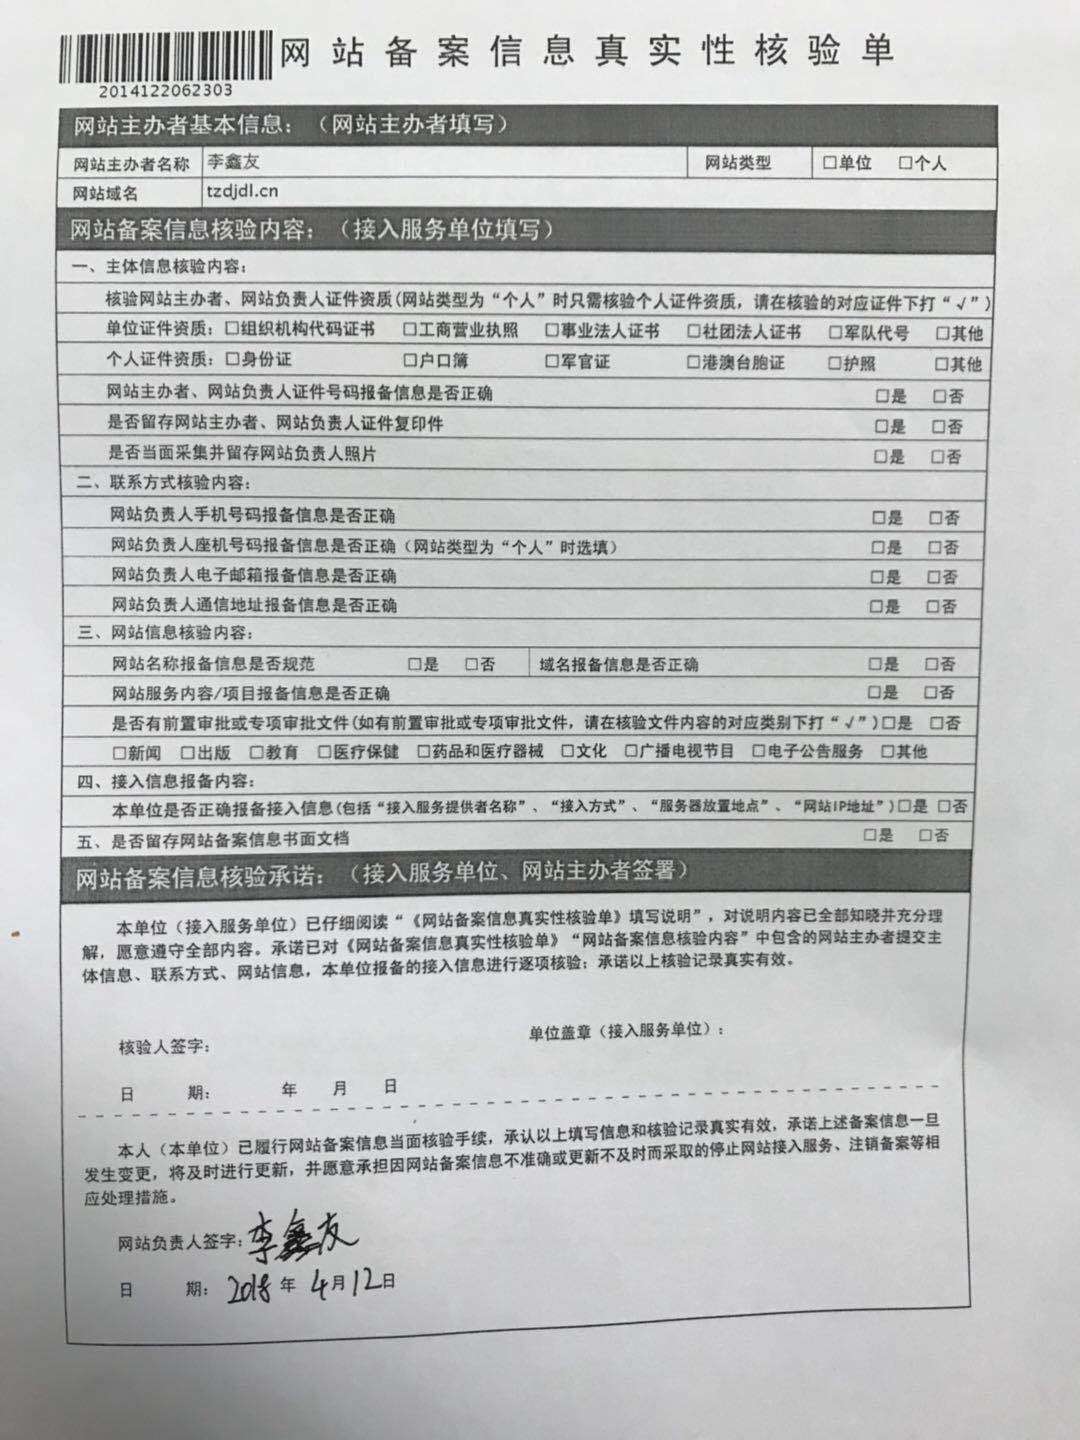 网站备案信息真实性核验单
2014122062303
网站主办者基本信息：（网站主办者填写）
网站主办者名称 李鑫友 网站类型 □单位 □个人
网站域名 tzdjdl.cn
网站备案信息核验内容：（接入服务单位填写）
一、主体信息核验内容：
核验网站主办者、网站负责人证件资质(网站类型为“个人”时只需核验个人证件资质，请在核验的对应证件下打“√”)
单位证件资质：□组织机构代码证书 □工商营业执照 □事业法人证书 □社团法人证书 □军队代号 □其他
个人证件资质：□身份证 □户口簿 □军官证 □港澳台胞证 □护照 □其他
网站主办者、网站负责人证件号码报备信息是否正确 □是 □否
是否留存网站主办者、网站负责人证件复印件 □是 □否
是否当面采集并留存网站负责人照片 □是 □否
二、联系方式核验内容：
网站负责人手机号码报备信息是否正确 □是 □否
网站负责人座机号码报备信息是否正确（网站类型为“个人”时选填） □是 □否
网站负责人电子邮箱报备信息是否正确 □是 □否
网站负责人通信地址报备信息是否正确 □是 □否
三、网站信息核验内容：
网站名称报备信息是否规范 □是 □否 域名报备信息是否正确 □是 □否
网站服务内容/项目报备信息是否正确 □是 □否
是否有前置审批或专项审批文件(如有前置审批或专项审批文件，请在核验文件内容的对应类别下打“√”)□是 □否
□新闻 □出版 □教育 □医疗保健 □药品和医疗器械 □文化 □广播电视节目 □电子公告服务 □其他
四、接入信息报备内容：
本单位是否正确报备接入信息(包括“接入服务提供者名称”、“接入方式”、“服务器放置地点”、“网站IP地址”)□是 □否
五、是否留存网站备案信息书面文档 □是 □否
网站备案信息核验承诺：（接入服务单位、网站主办者签署）
本单位（接入服务单位）已仔细阅读“《网站备案信息真实性核验单》填写说明”，对说明内容已全部知晓并充分理
解，愿意遵守全部内容。承诺已对《网站备案信息真实性核验单》“网站备案信息核验内容”中包含的网站主办者提交主
体信息、联系方式、网站信息，本单位报备的接入信息进行逐项核验；承诺以上核验记录真实有效。
核验人签字： 单位盖章（接入服务单位）：
日 期： 年 月 日
本人（本单位）已履行网站备案信息当面核验手续，承认以上填写信息和核验记录真实有效，承诺上述备案信息一旦
发生变更，将及时进行更新，并愿意承担因网站备案信息不准确或更新不及时而采取的停止网站接入服务、注销备案等相
应处理措施。
网站负责人签字：李鑫友
日 期：2018年4月12日